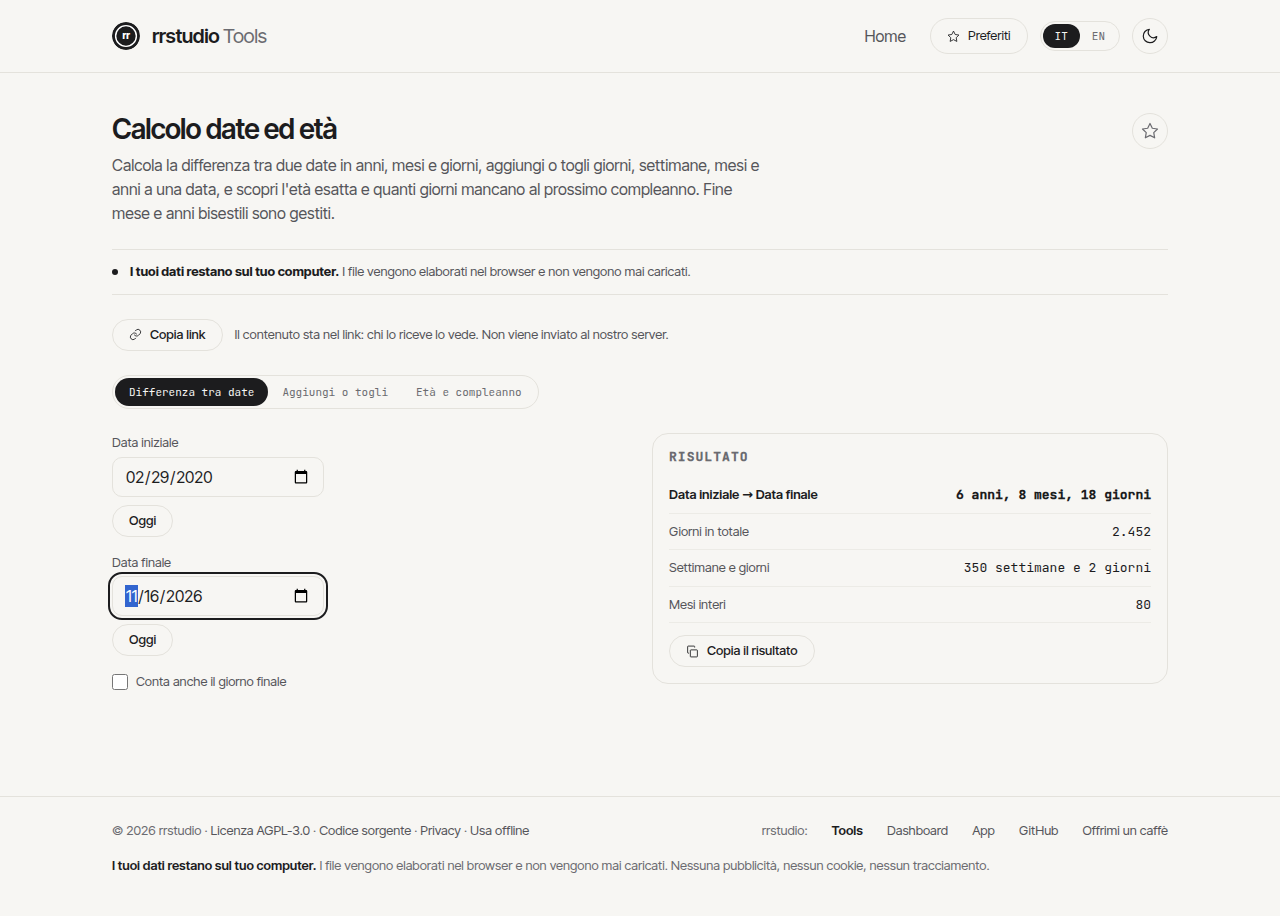 rr rrstudio Tools
Home
Preferiti
IT EN
Calcolo date ed età
Calcola la differenza tra due date in anni, mesi e giorni, aggiungi o togli giorni, settimane, mesi e
anni a una data, e scopri l'età esatta e quanti giorni mancano al prossimo compleanno. Fine
mese e anni bisestili sono gestiti.
I tuoi dati restano sul tuo computer. I file vengono elaborati nel browser e non vengono mai caricati.
Copia link
Il contenuto sta nel link: chi lo riceve lo vede. Non viene inviato al nostro server.
Differenza tra date
Aggiungi o togli
Età e compleanno
Data iniziale
02/29/2020
Oggi
Data finale
11/16/2026
Oggi
Conta anche il giorno finale
RISULTATO
Data iniziale → Data finale 6 anni, 8 mesi, 18 giorni
Giorni in totale 2.452
Settimane e giorni 350 settimane e 2 giorni
Mesi interi 80
Copia il risultato
© 2026 rrstudio · Licenza AGPL-3.0 · Codice sorgente · Privacy · Usa offline
rrstudio: Tools Dashboard App GitHub Offrimi un caffè
I tuoi dati restano sul tuo computer. I file vengono elaborati nel browser e non vengono mai caricati. Nessuna pubblicità, nessun cookie, nessun tracciamento.